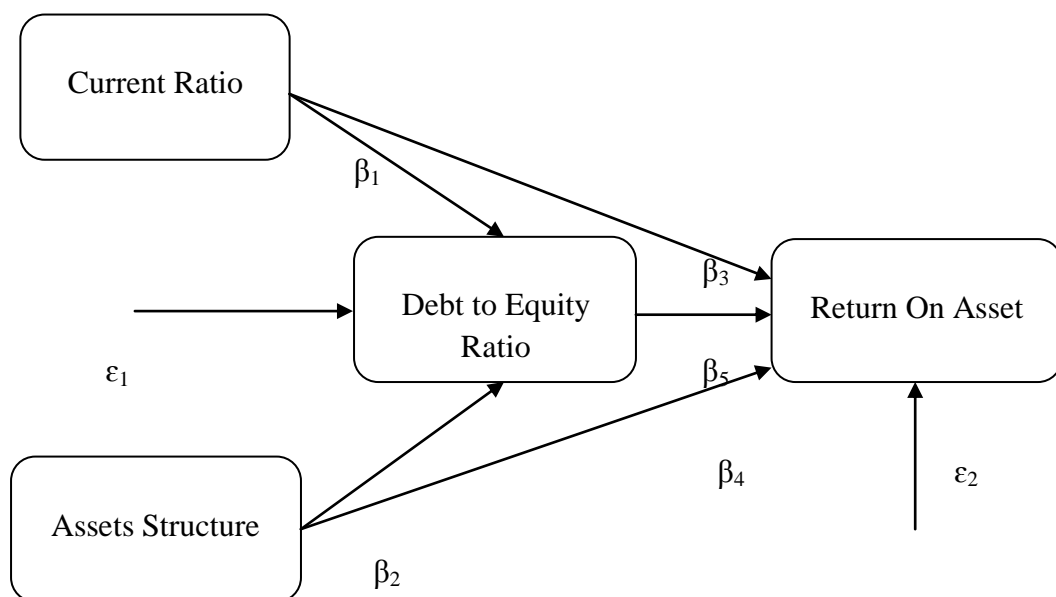 Current Ratio
β₁
β₃
Debt to Equity
Ratio
Return On Asset
ε₁
β₅
β₄
ε₂
Assets Structure
β₂